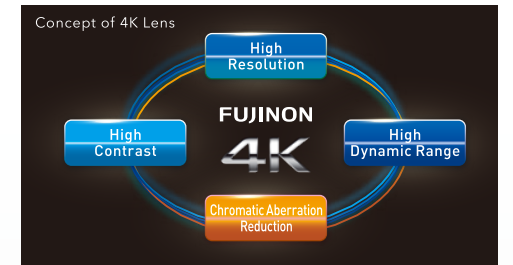 Concept of 4K Lens
High
Resolution
FUJINON
4K
High
Contrast
High
Dynamic Range
Chromatic Aberration
Reduction